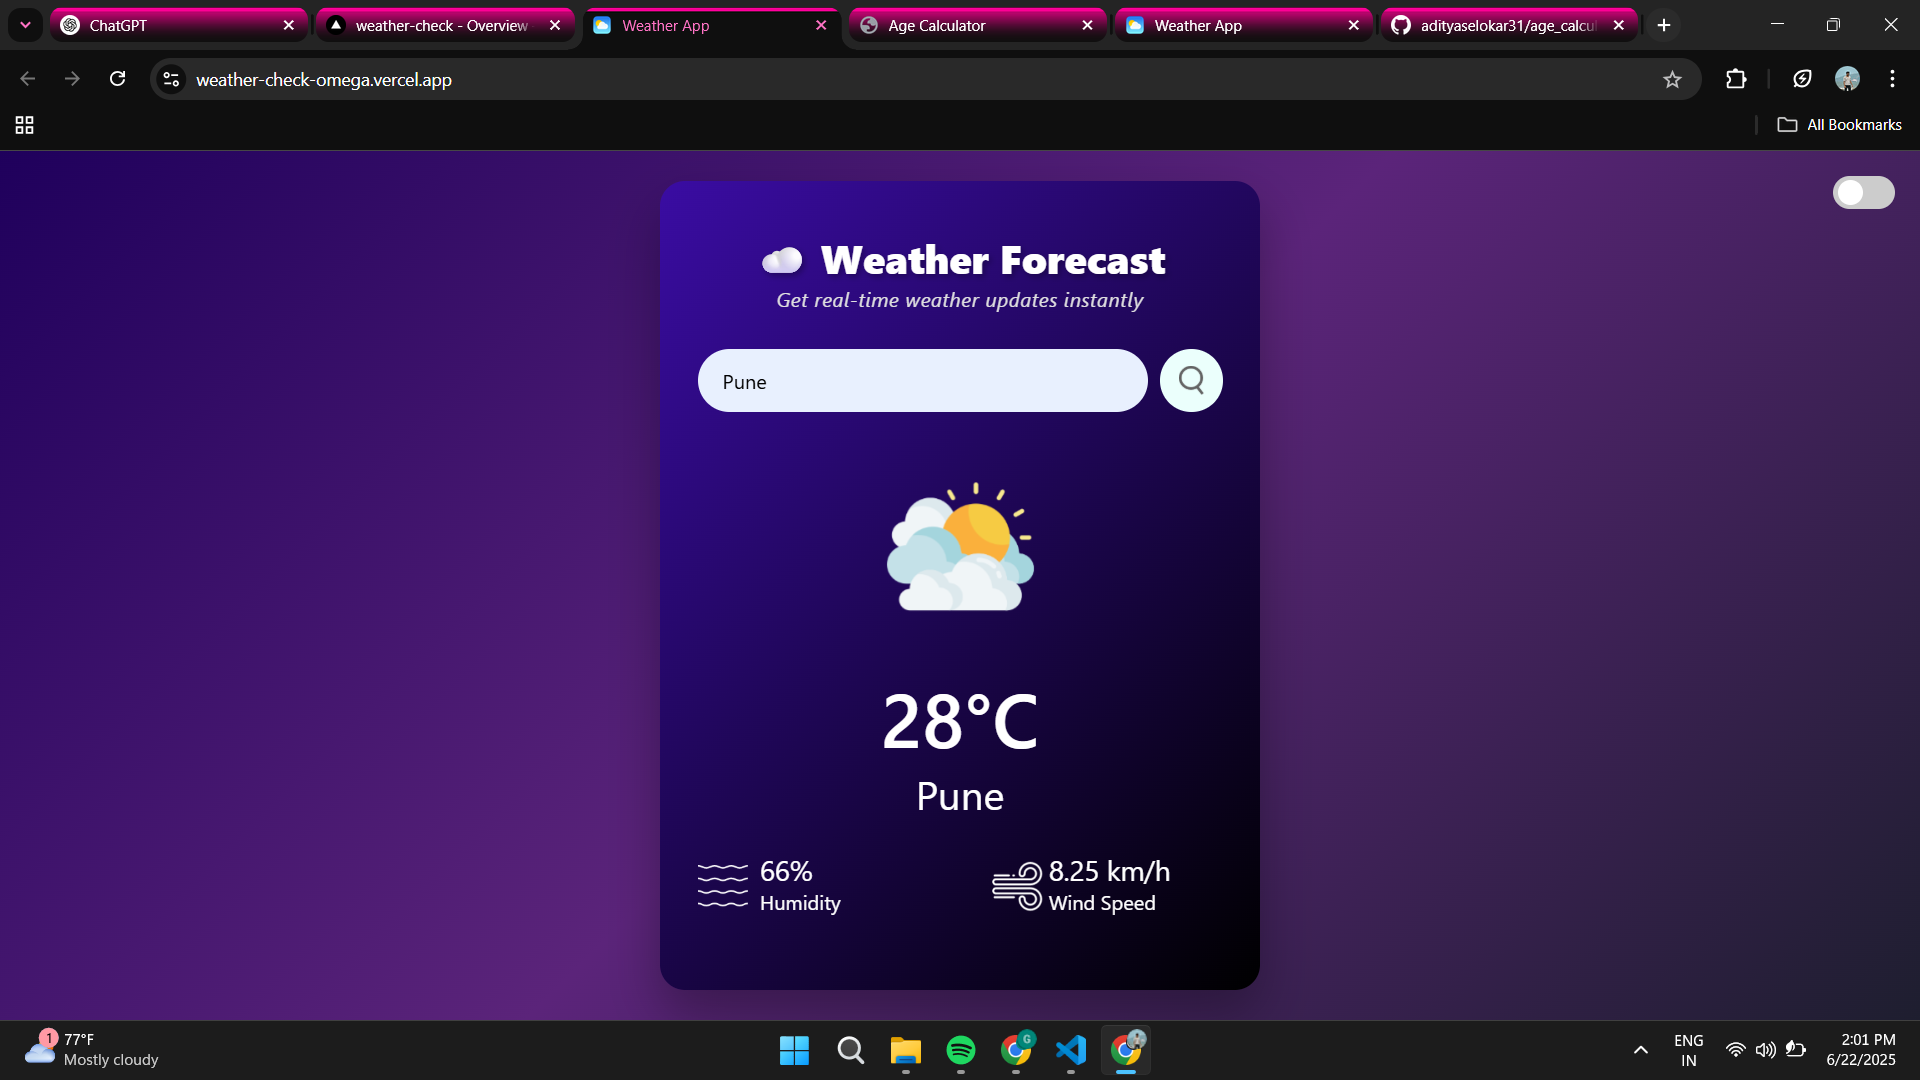 ChatGPT
weather-check - Overview
Weather App
Age Calculator
Weather App
adityaselokar31/age_calcu
weather-check-omega.vercel.app
All Bookmarks
Weather Forecast
Get real-time weather updates instantly
Pune
28°C
Pune
66%
Humidity
8.25 km/h
Wind Speed
1
77°F
Mostly cloudy
G
ENG
IN
2:01 PM
6/22/2025